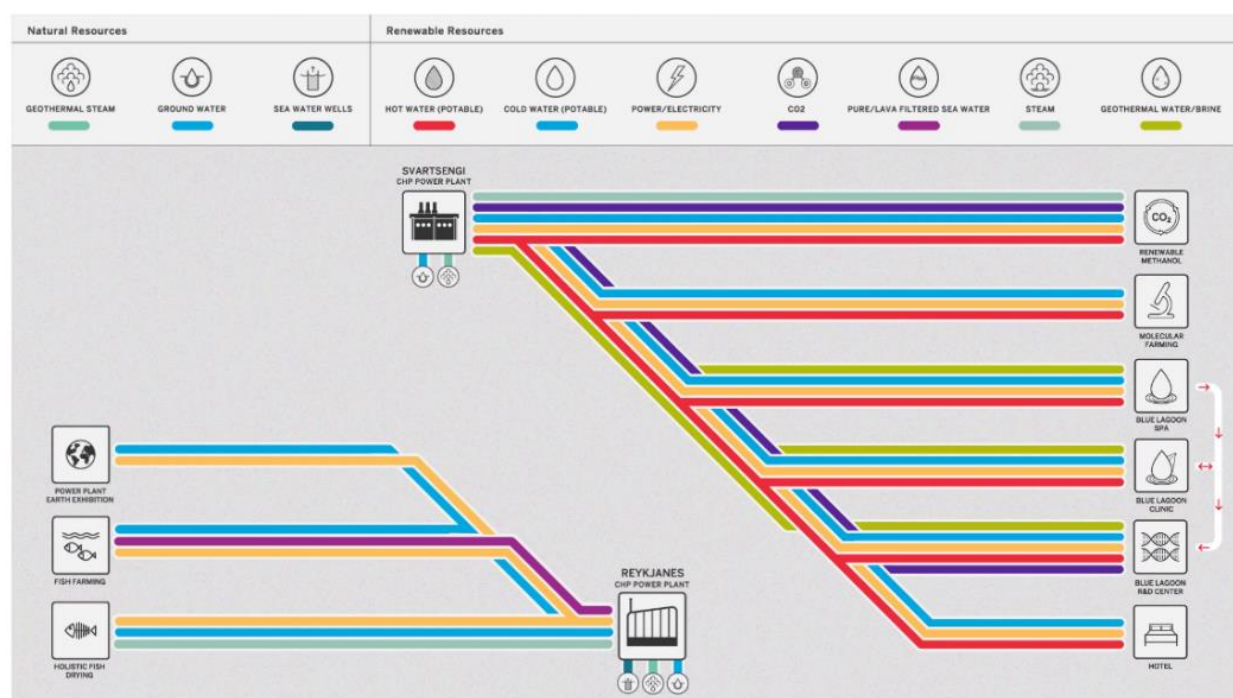 Natural Resources
Renewable Resources
GEOTHERMAL STEAM
GROUND WATER
SEA WATER WELLS
HOT WATER (POTABLE)
COLD WATER (POTABLE)
POWER/ELECTRICITY
CO2
PURE/LAVA FILTERED SEA WATER
STEAM
GEOTHERMAL WATER/BRINE
SVARTSENGI
CHP POWER PLANT
CO₂
RENEWABLE
METHANOL
MOLECULAR
FARMING
BLUE LAGOON
SPA
BLUE LAGOON
CLINIC
BLUE LAGOON
R&D CENTER
HOTEL
POWER PLANT
EARTH EXHIBITION
FISH FARMING
HOLISTIC FISH
DRYING
REYKJANES
CHP POWER PLANT